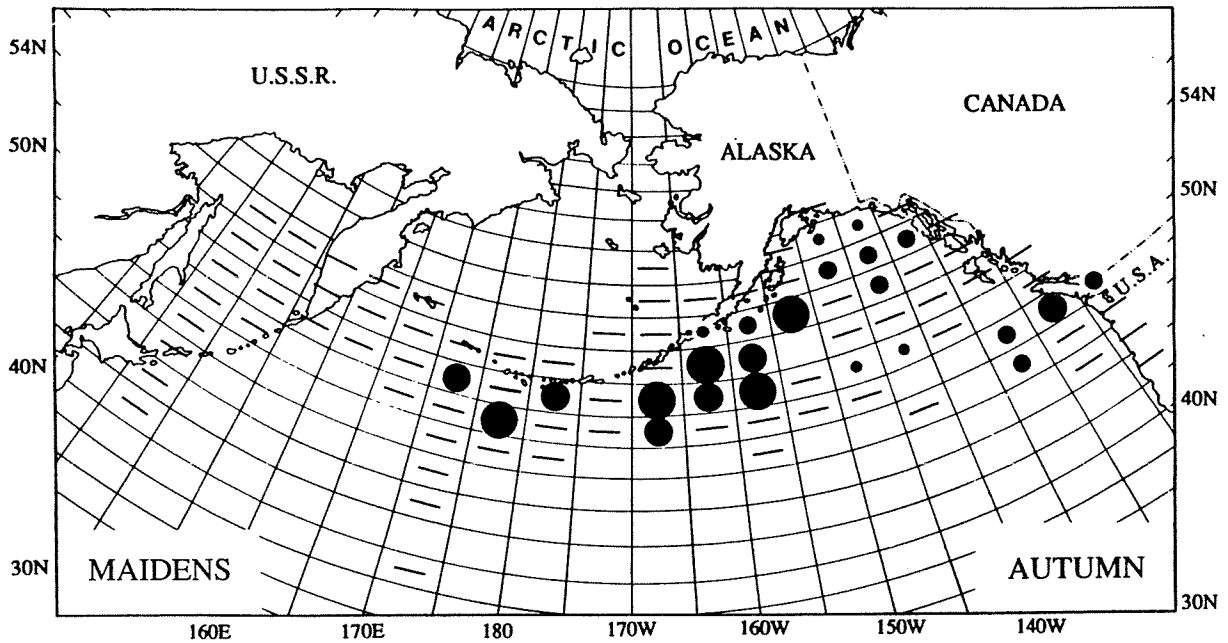 ARCTIC OCEAN
54N
U.S.S.R.
54N
CANADA
50N
ALASKA
50N
U.S.A.
40N
40N
30N
MAIDENS
AUTUMN
30N
160E
170E
180
170W
160W
150W
140W